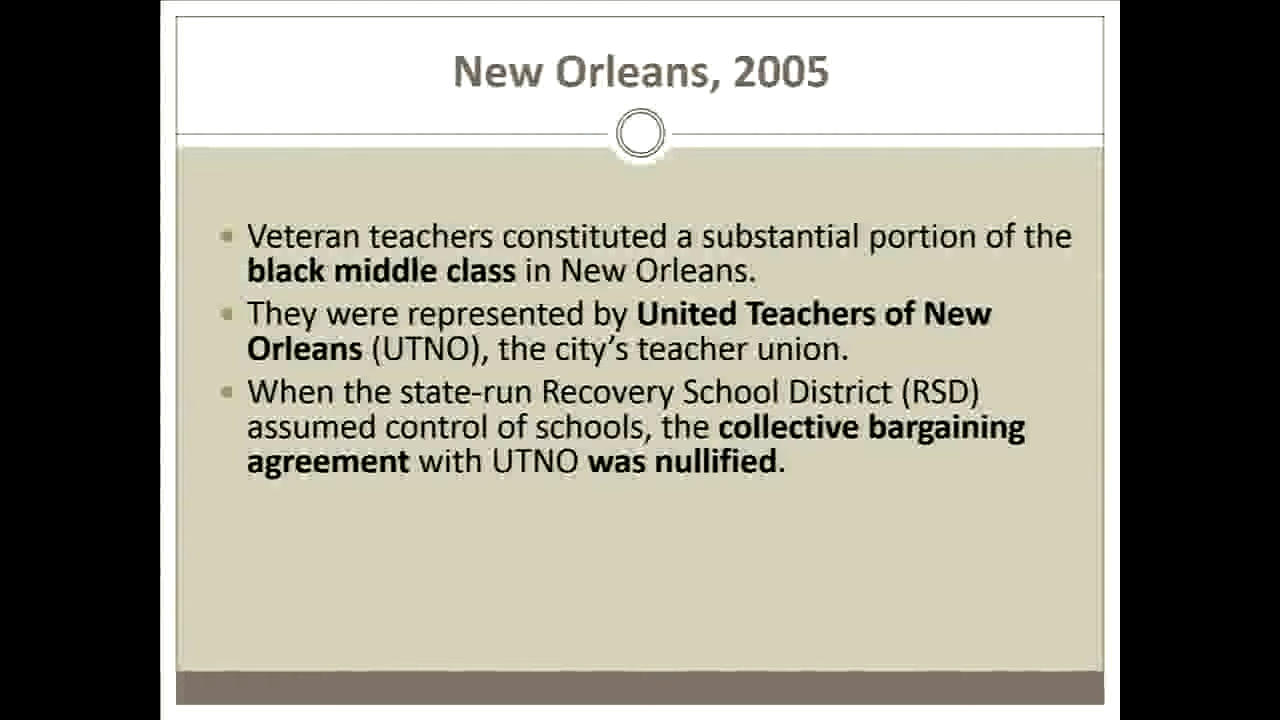 New Orleans, 2005
Veteran teachers constituted a substantial portion of the
black middle class in New Orleans.
They were represented by United Teachers of New
Orleans (UTNO), the city’s teacher union.
When the state-run Recovery School District (RSD)
assumed control of schools, the collective bargaining
agreement with UTNO was nullified.